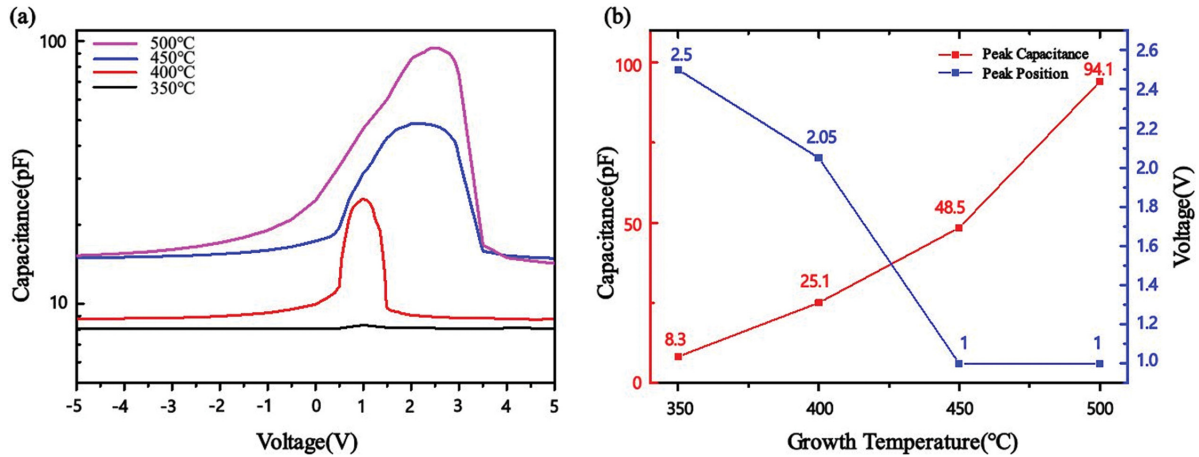 (a)
500℃
450℃
400℃
350℃
100
10
Capacitance(pF)
-5 -4 -3 -2 -1 0 1 2 3 4 5
Voltage(V)
(b)
Peak Capacitance
Peak Position
100
50
0
Capacitance(pF)
2.5
2.05
1
1
8.3
25.1
48.5
94.1
2.6
2.4
2.2
2.0
1.8
1.6
1.4
1.2
1.0
Voltage(V)
350 400 450 500
Growth Temperature(℃)